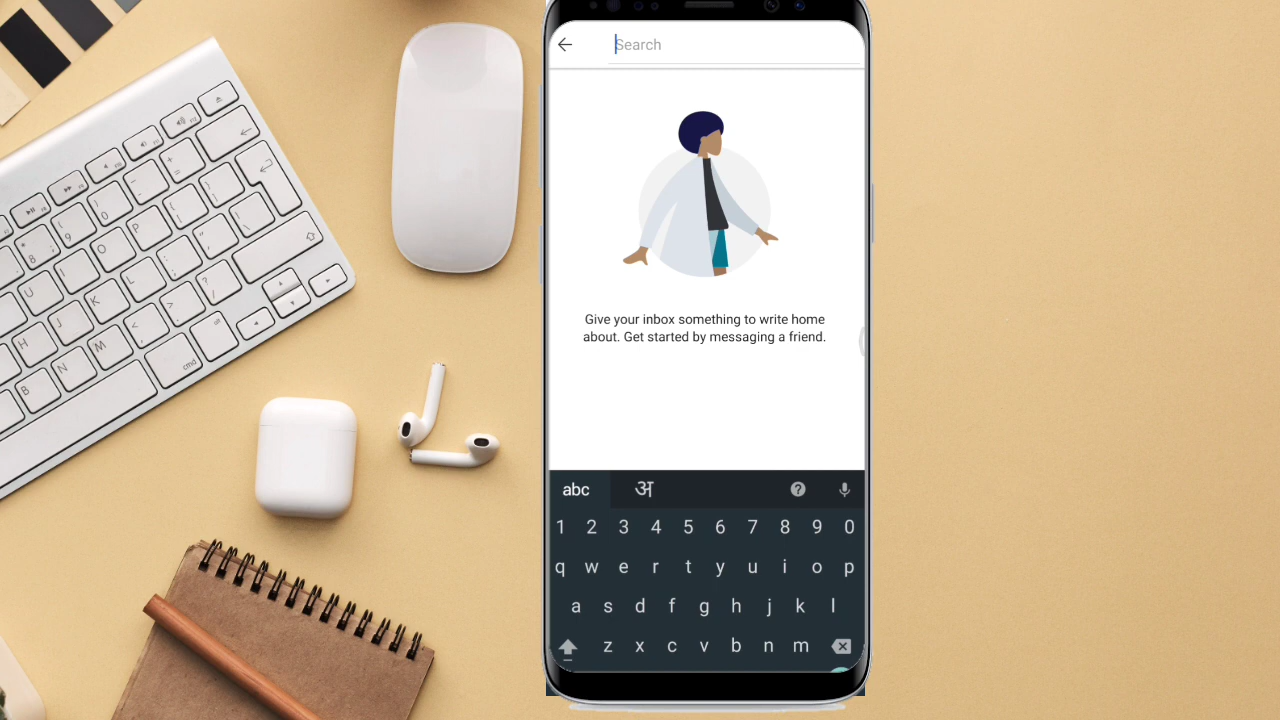 Search
Give your inbox something to write home
about. Get started by messaging a friend.
abc अ
1 2 3 4 5 6 7 8 9 0
q w e r t y u i o p
a s d f g h j k l
z x c v b n m
O P
U I
H J K L
B N M
cmd